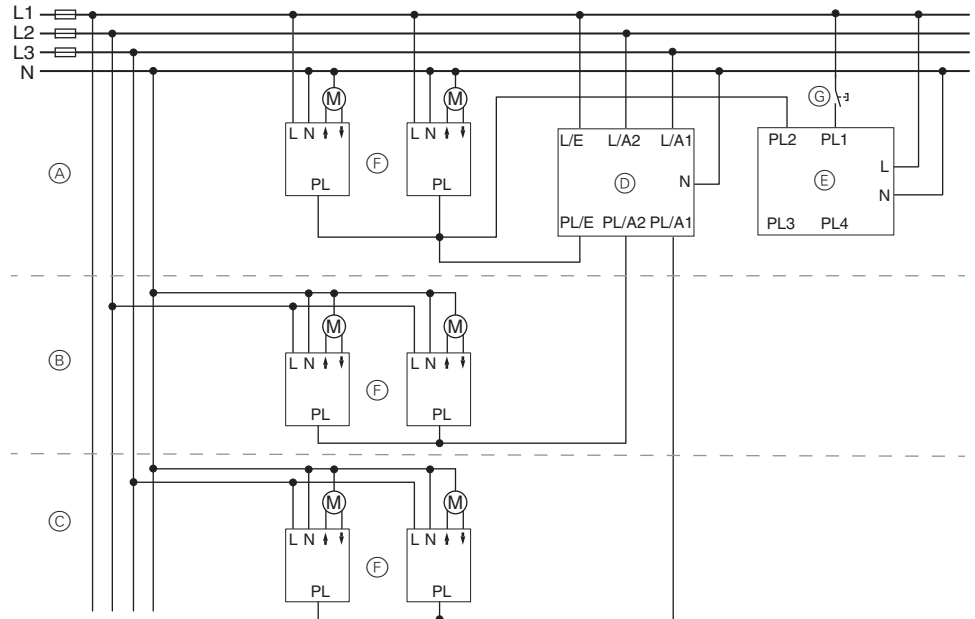 L1
L2
L3
N
M M G
L N L N L/E L/A2 L/A1 PL2 PL1
A F D N L
PL PL E N
PL/E PL/A2 PL/A1 PL3 PL4
M M
B L N L N
F
PL PL
M M
C L N L N
F
PL PL